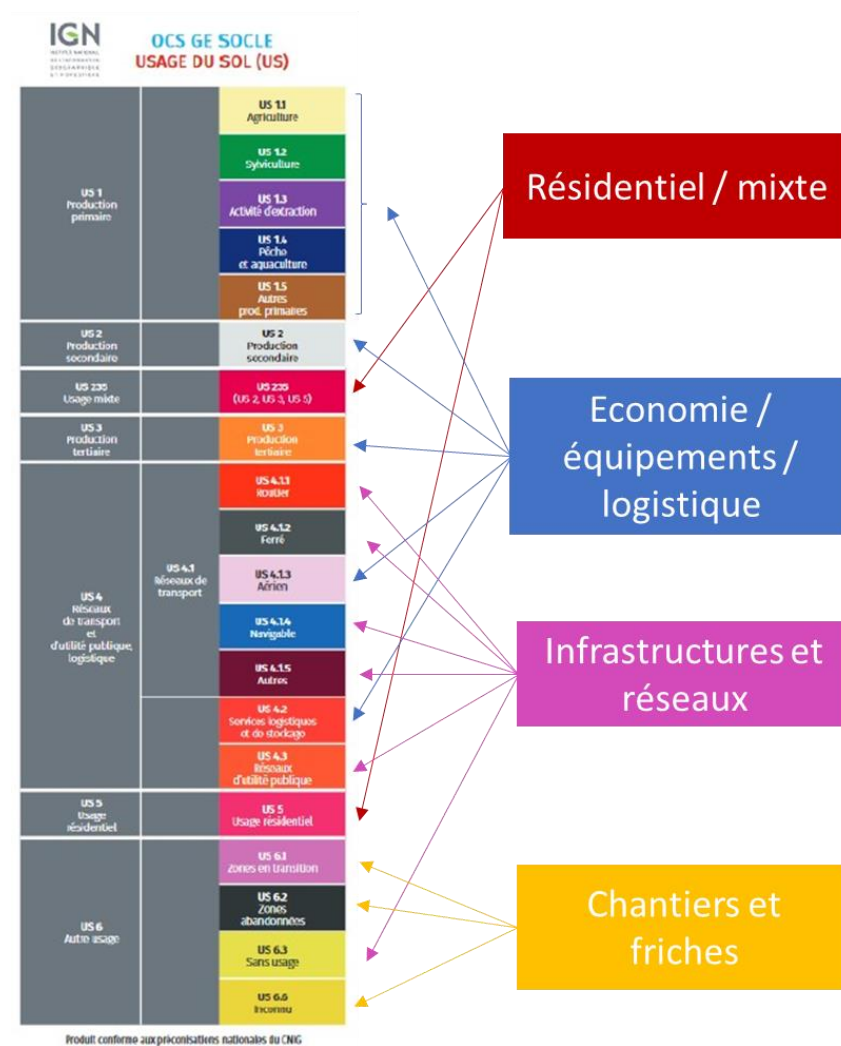 IGN
INSTITUT NATIONAL
DE L'INFORMATION
GÉOGRAPHIQUE
ET FORESTIÈRE
OCS GE SOCLE
USAGE DU SOL (US)
US 1
Production
primaire
US 1.1
Agriculture
US 1.2
Sylviculture
US 1.3
Activité d'extraction
US 1.4
Pêche
et aquaculture
US 1.5
Autres
prod. primaires
US 2
Production
secondaire
US 2
Production
secondaire
US 235
Usage mixte
US 235
(US 2, US 3, US 5)
US 3
Production
tertiaire
US 3
Production
tertiaire
US 4
Réseaux
de transport
et
d'utilité publique,
logistique
US 4.1
Réseaux de
transport
US 4.1.1
Routier
US 4.1.2
Ferré
US 4.1.3
Aérien
US 4.1.4
Navigable
US 4.1.5
Autres
US 4.2
Services logistiques
et de stockage
US 4.3
Réseaux
d'utilité publique
US 5
Usage
résidentiel
US 5
Usage résidentiel
US 6
Autre usage
US 6.1
Zones en transition
US 6.2
Zones
abandonnées
US 6.3
Sans usage
US 6.6
Inconnu
Produit conforme aux préconisations nationales du CNIG
Résidentiel / mixte
Economie /
équipements /
logistique
Infrastructures et
réseaux
Chantiers et
friches